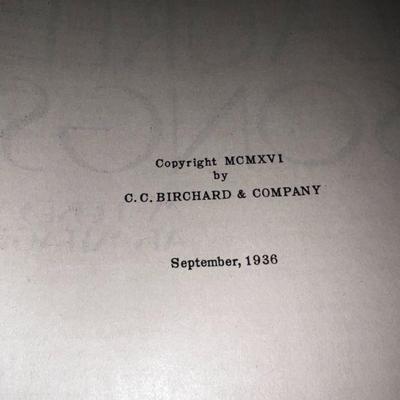 Copyright MCMXVI
by
C. C. BIRCHARD & COMPANY
September, 1936